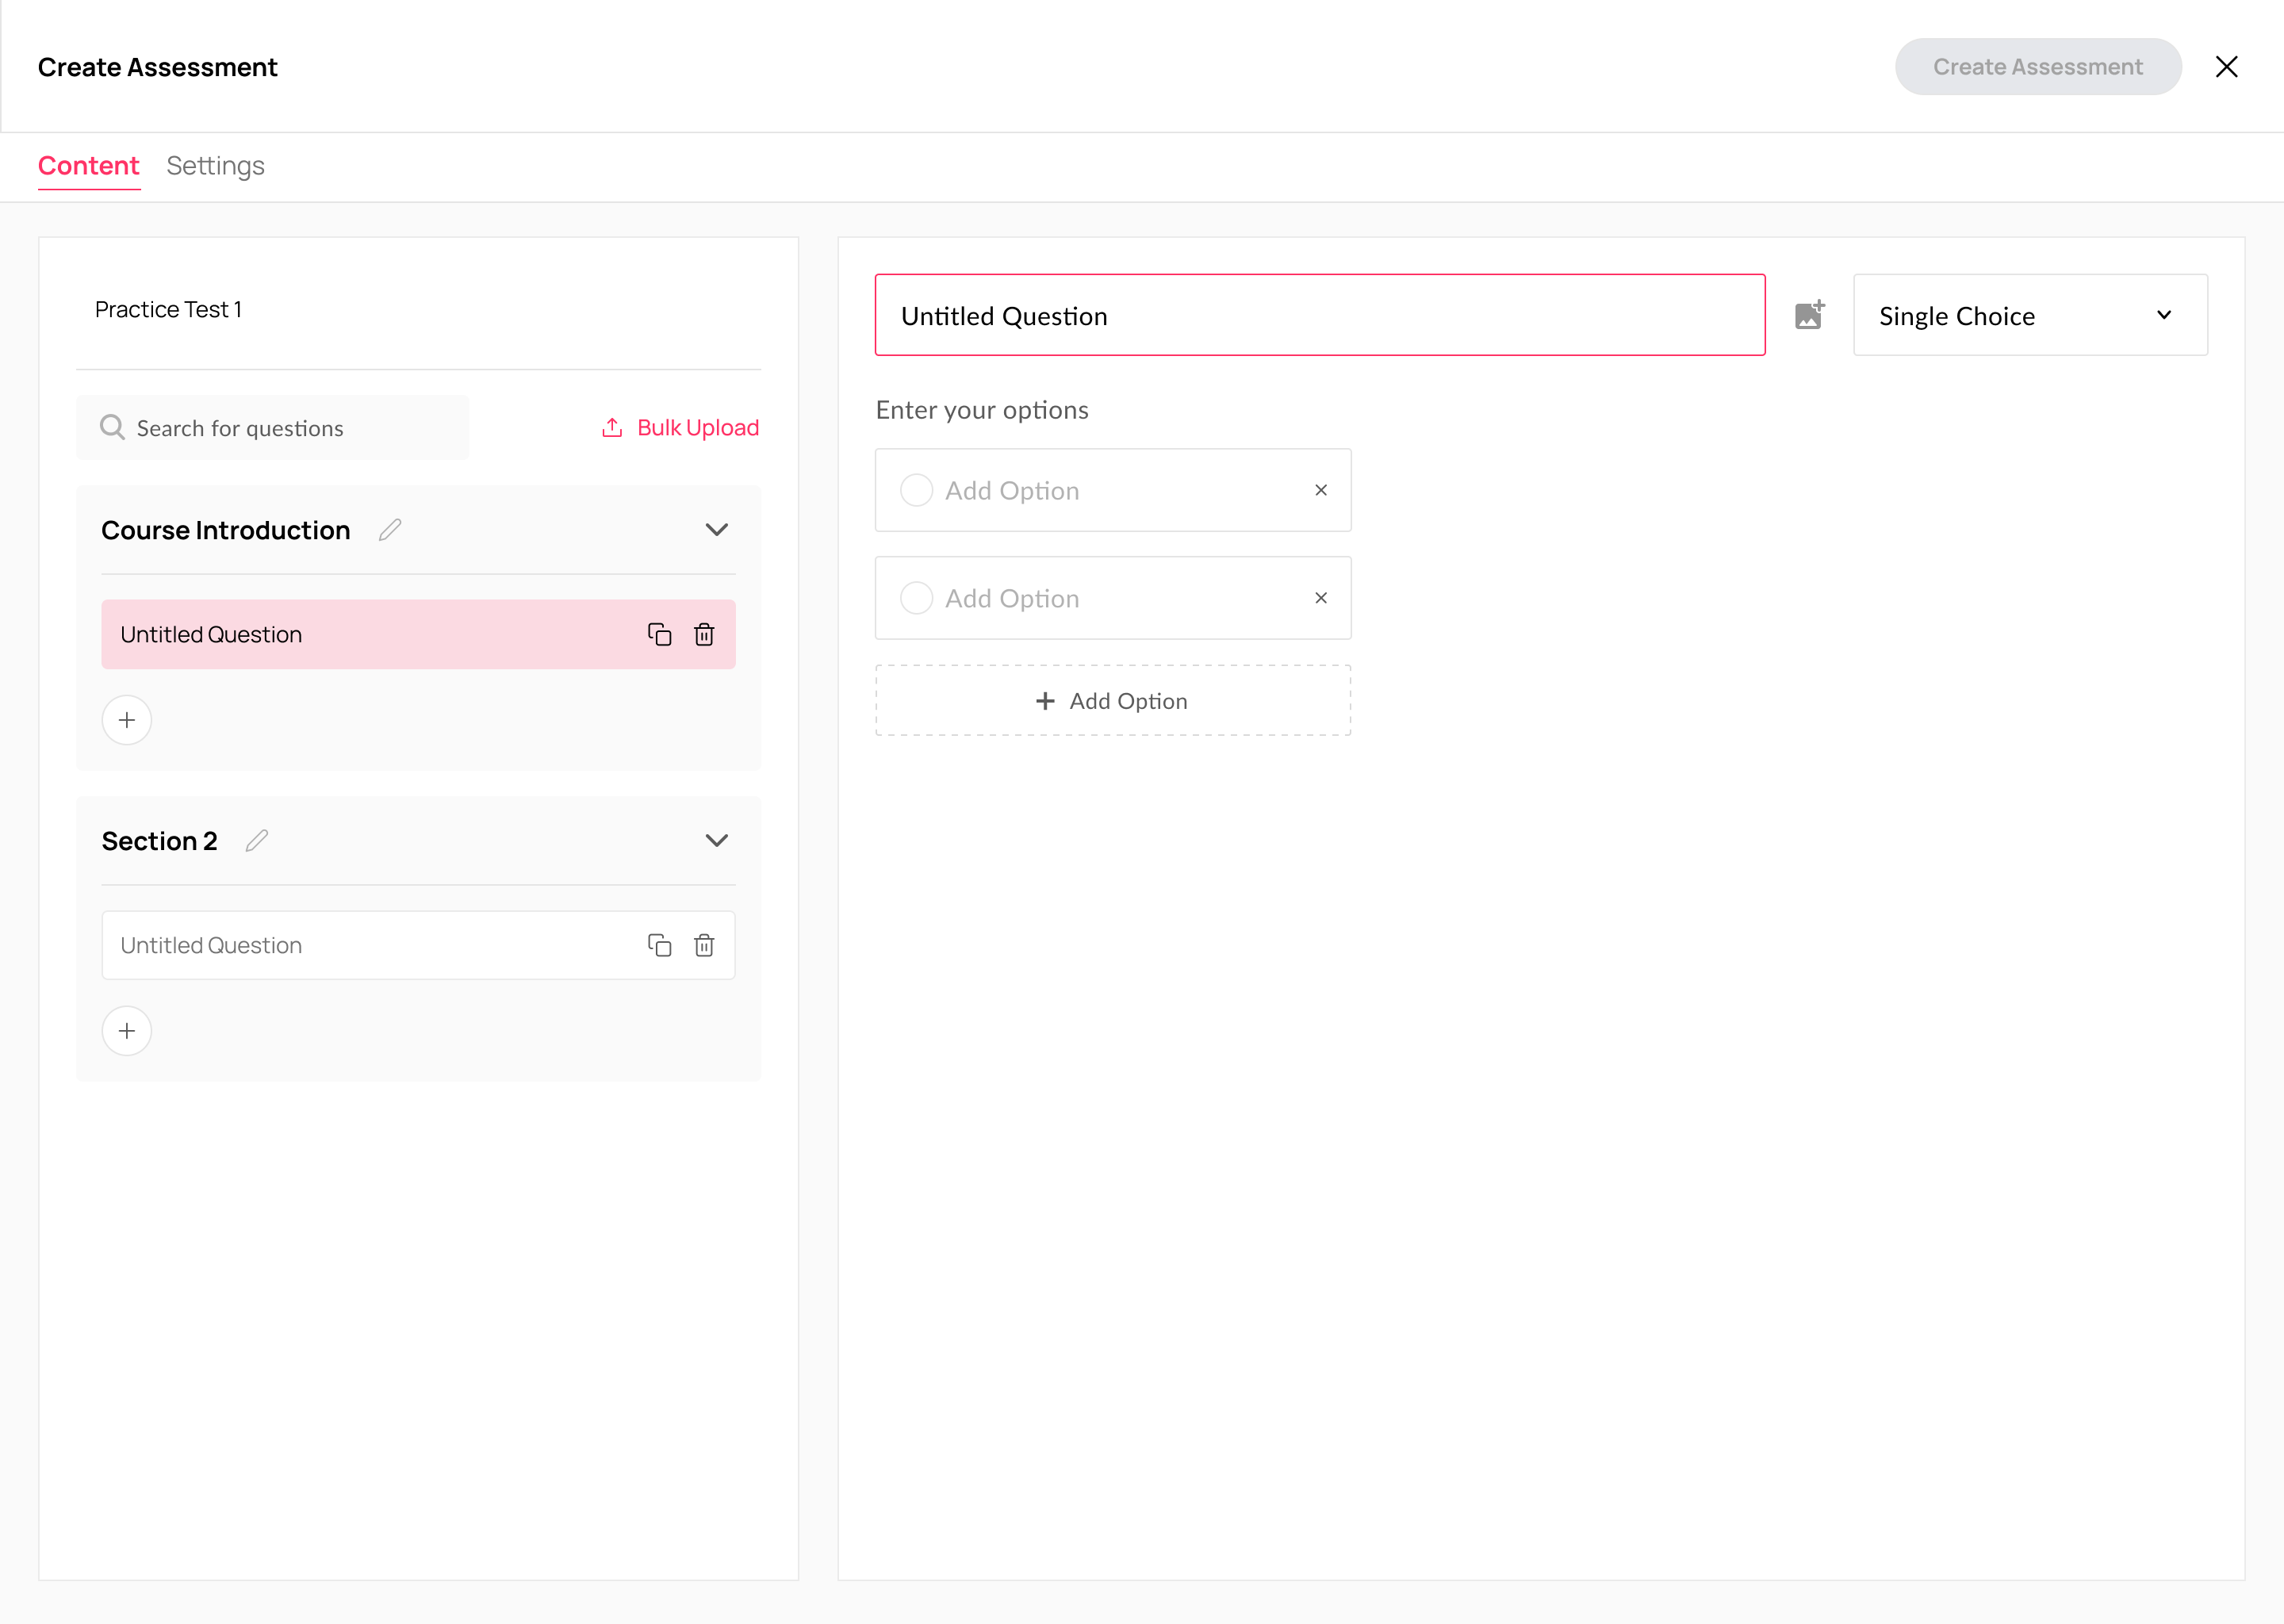 Create Assessment
Create Assessment
Content
Settings
Practice Test 1
Search for questions
Bulk Upload
Course Introduction
Untitled Question
Section 2
Untitled Question
Untitled Question
Single Choice
Enter your options
Add Option
Add Option
Add Option